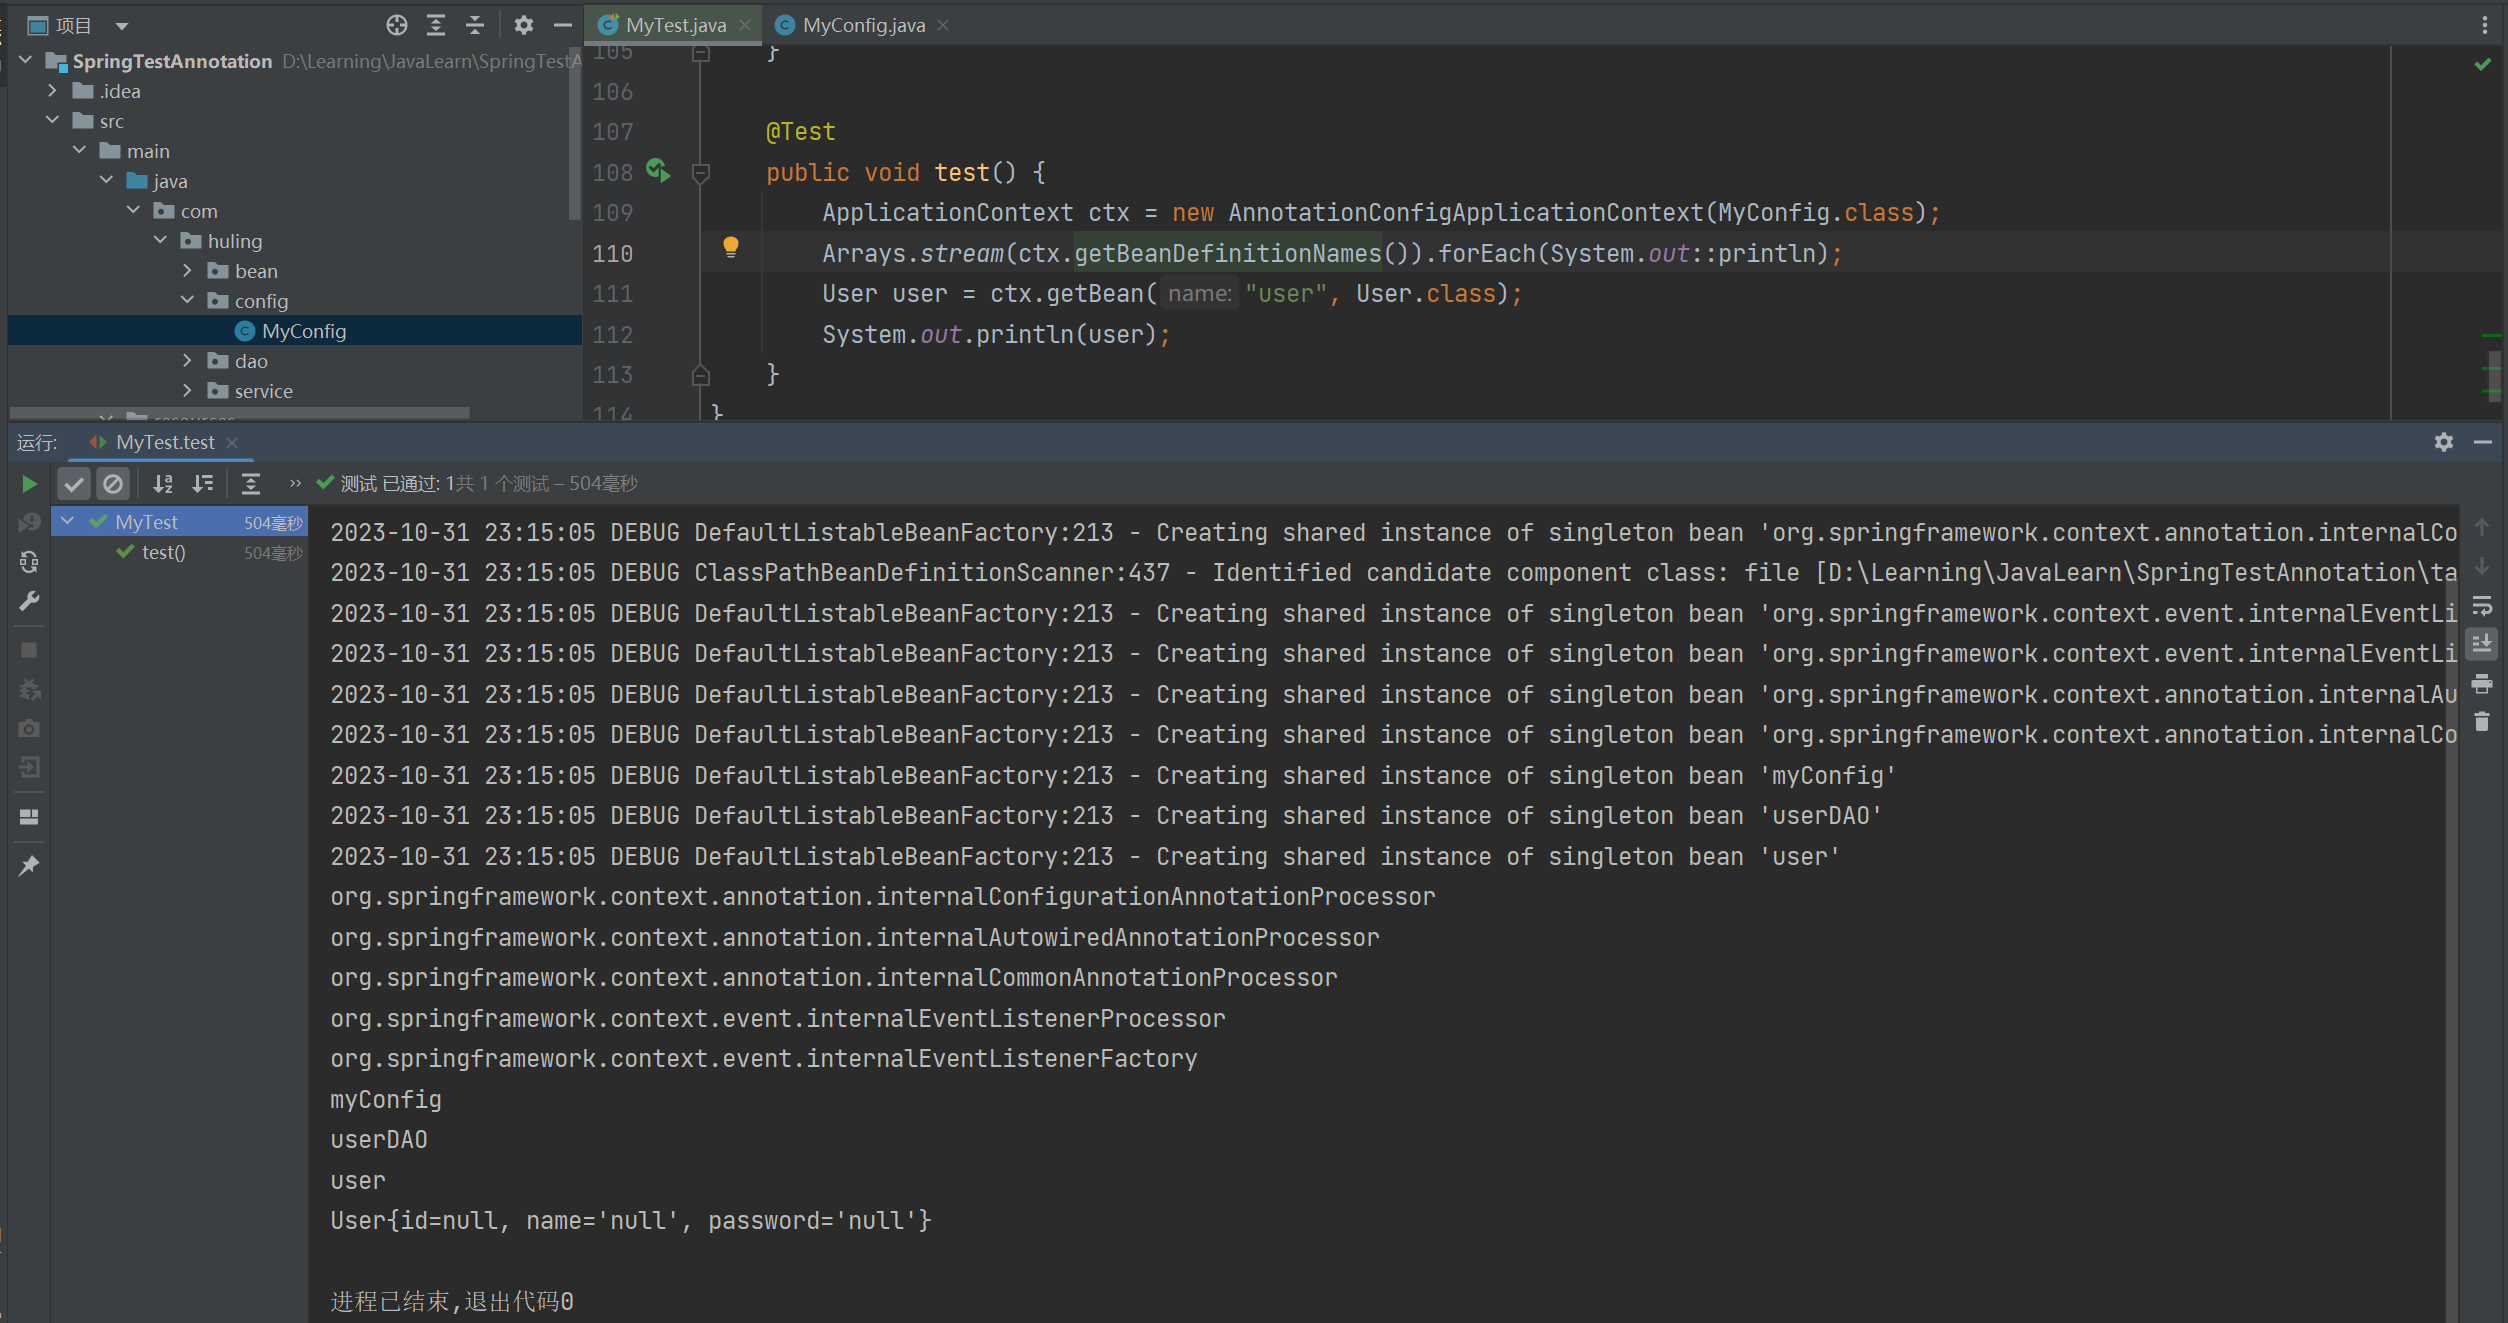 项目
SpringTestAnnotation D:\Learning\JavaLearn\SpringTestA
.idea
src
main
java
com
huling
bean
config
MyConfig
dao
service
resources
MyTest.java
MyConfig.java
105 }
106
107 @Test
108 public void test() {
109 ApplicationContext ctx = new AnnotationConfigApplicationContext(MyConfig.class);
110 Arrays.stream(ctx.getBeanDefinitionNames()).forEach(System.out::println);
111 User user = ctx.getBean( name: "user", User.class);
112 System.out.println(user);
113 }
114 }
运行: MyTest.test
测试 已通过: 1共 1 个测试 – 504毫秒
MyTest 504毫秒
test() 504毫秒
2023-10-31 23:15:05 DEBUG DefaultListableBeanFactory:213 - Creating shared instance of singleton bean 'org.springframework.context.annotation.internalCo
2023-10-31 23:15:05 DEBUG ClassPathBeanDefinitionScanner:437 - Identified candidate component class: file [D:\Learning\JavaLearn\SpringTestAnnotation\ta
2023-10-31 23:15:05 DEBUG DefaultListableBeanFactory:213 - Creating shared instance of singleton bean 'org.springframework.context.event.internalEventLi
2023-10-31 23:15:05 DEBUG DefaultListableBeanFactory:213 - Creating shared instance of singleton bean 'org.springframework.context.event.internalEventLi
2023-10-31 23:15:05 DEBUG DefaultListableBeanFactory:213 - Creating shared instance of singleton bean 'org.springframework.context.annotation.internalAu
2023-10-31 23:15:05 DEBUG DefaultListableBeanFactory:213 - Creating shared instance of singleton bean 'org.springframework.context.annotation.internalCo
2023-10-31 23:15:05 DEBUG DefaultListableBeanFactory:213 - Creating shared instance of singleton bean 'myConfig'
2023-10-31 23:15:05 DEBUG DefaultListableBeanFactory:213 - Creating shared instance of singleton bean 'userDAO'
2023-10-31 23:15:05 DEBUG DefaultListableBeanFactory:213 - Creating shared instance of singleton bean 'user'
org.springframework.context.annotation.internalConfigurationAnnotationProcessor
org.springframework.context.annotation.internalAutowiredAnnotationProcessor
org.springframework.context.annotation.internalCommonAnnotationProcessor
org.springframework.context.event.internalEventListenerProcessor
org.springframework.context.event.internalEventListenerFactory
myConfig
userDAO
user
User{id=null, name='null', password='null'}
进程已结束,退出代码0